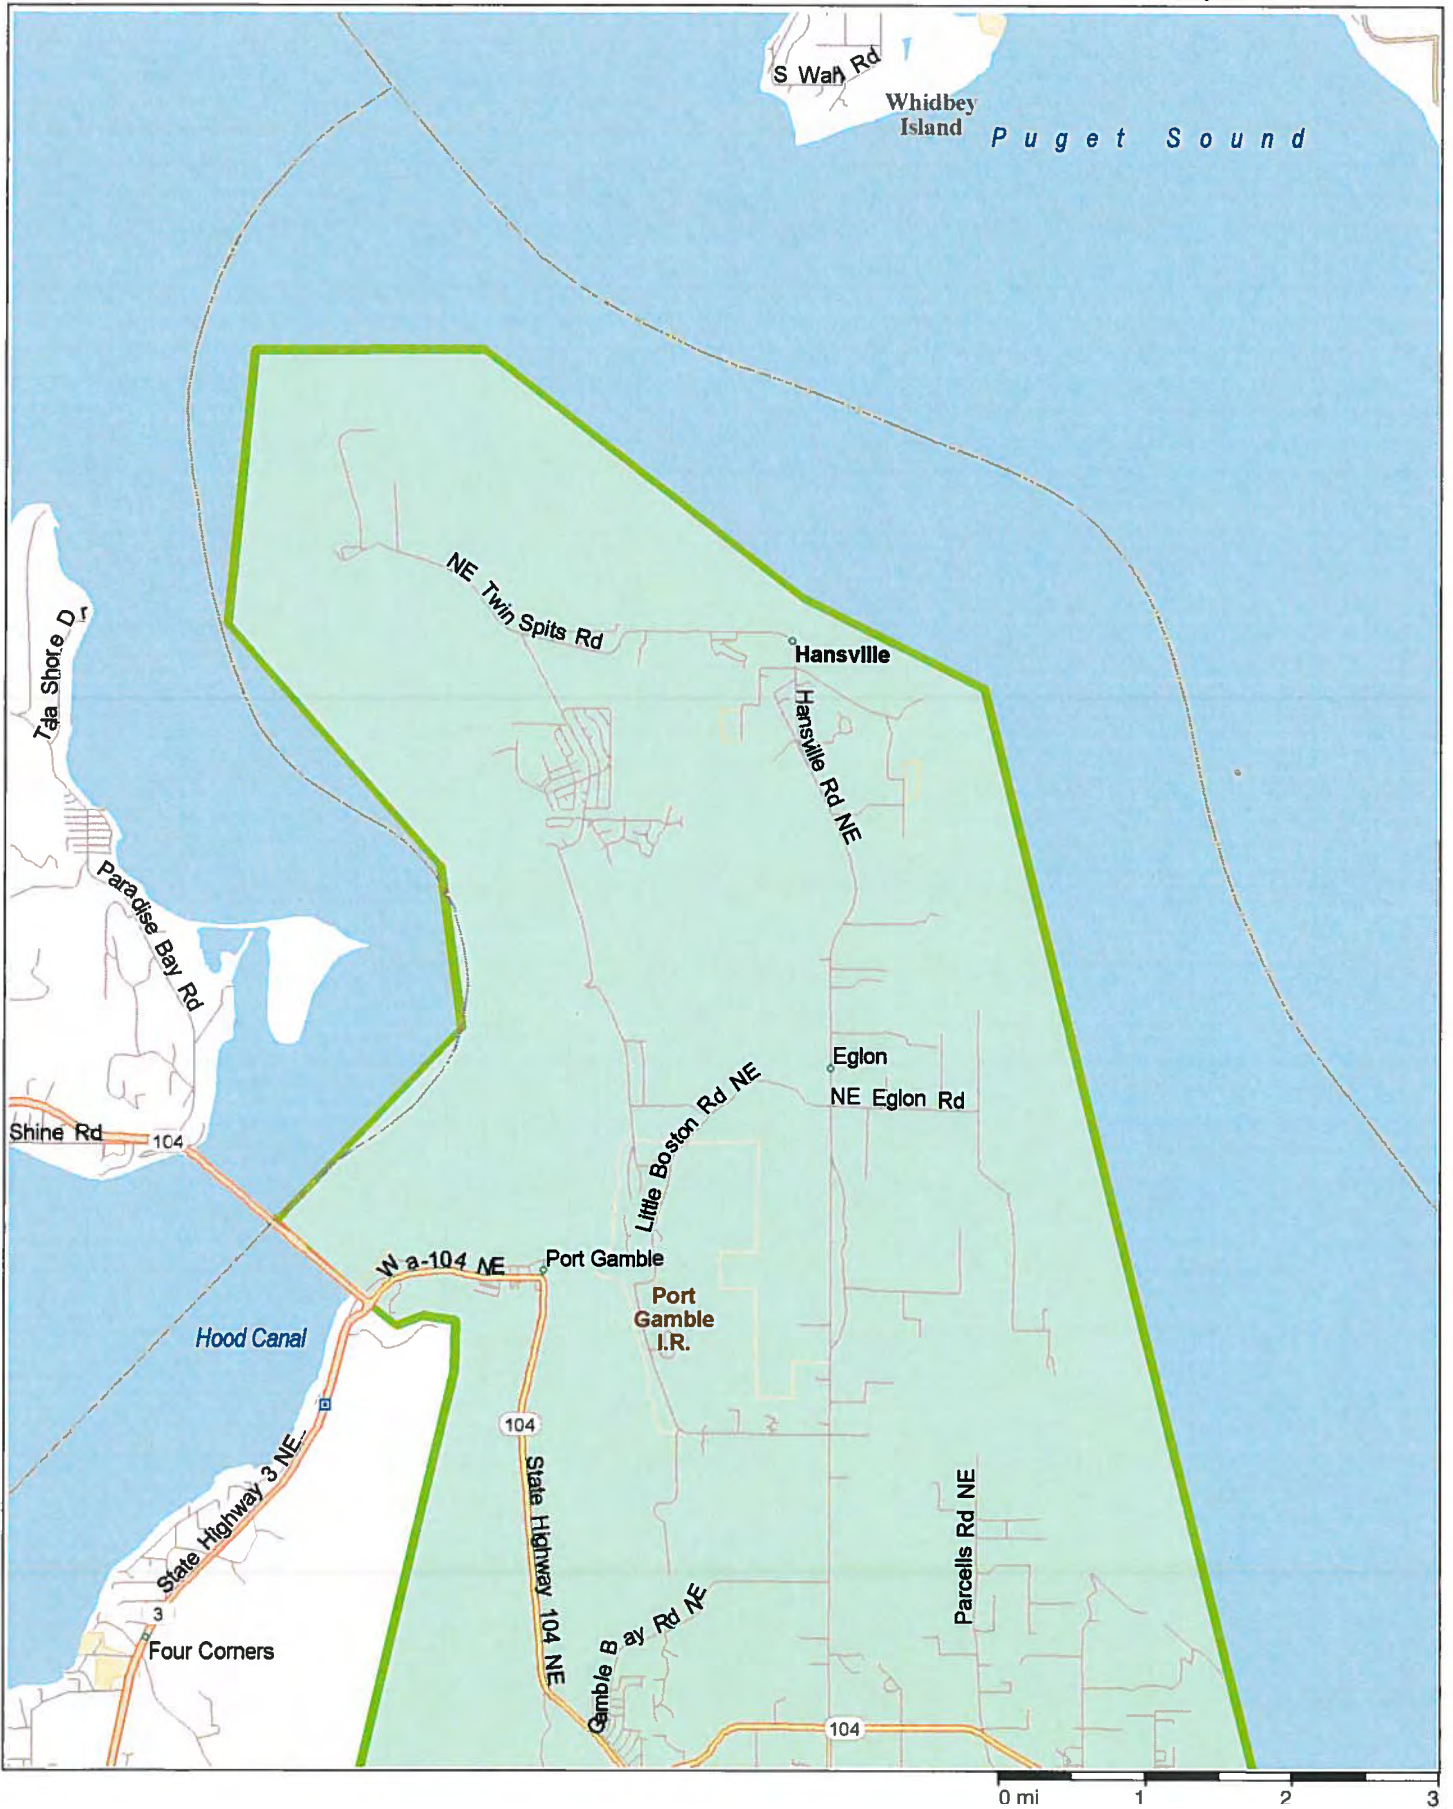 S Wahl Rd
Whidbey
Island
Puget Sound
NE Twin Spits Rd
Hansville
Tala Shore Dr
Hansville Rd NE
Paradise Bay Rd
Eglon
NE Eglon Rd
Little Boston Rd NE
Shine Rd
104
Wa-104 NE
Port Gamble
Port
Gamble
I.R.
Hood Canal
104
State Highway 3 NE
State Highway 104 NE
Parcells Rd NE
Gamble Bay Rd NE
3
Four Corners
104
0 mi 1 2 3